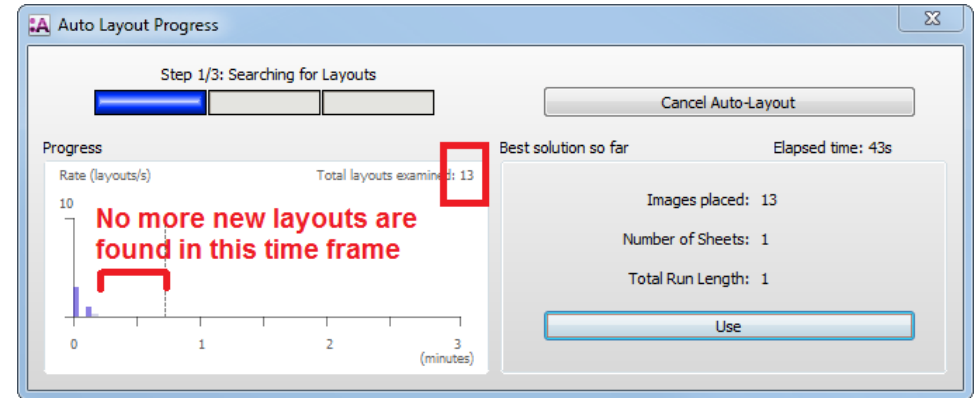 :A Auto Layout Progress
Step 1/3: Searching for Layouts
Cancel Auto-Layout
Progress
Best solution so far
Elapsed time: 43s
Rate (layouts/s)
Total layouts examined: 13
10
No more new layouts are
found in this time frame
0
1
2
3
(minutes)
Images placed: 13
Number of Sheets: 1
Total Run Length: 1
Use